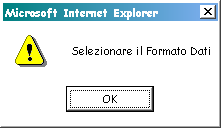 Microsoft Internet Explorer
Selezionare il Formato Dati
OK